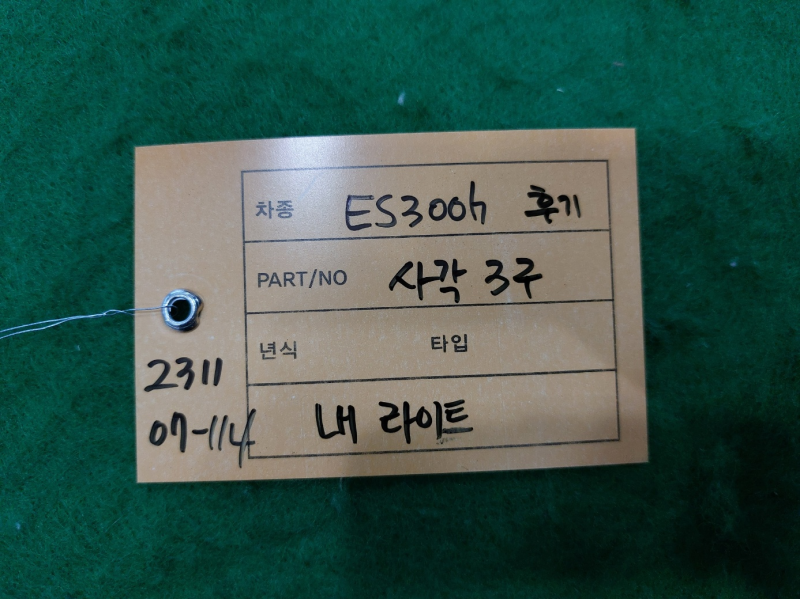 차종 ES300h 후기
PART/NO 사각 3구
년식 타입
내 라이트
2311
07-114